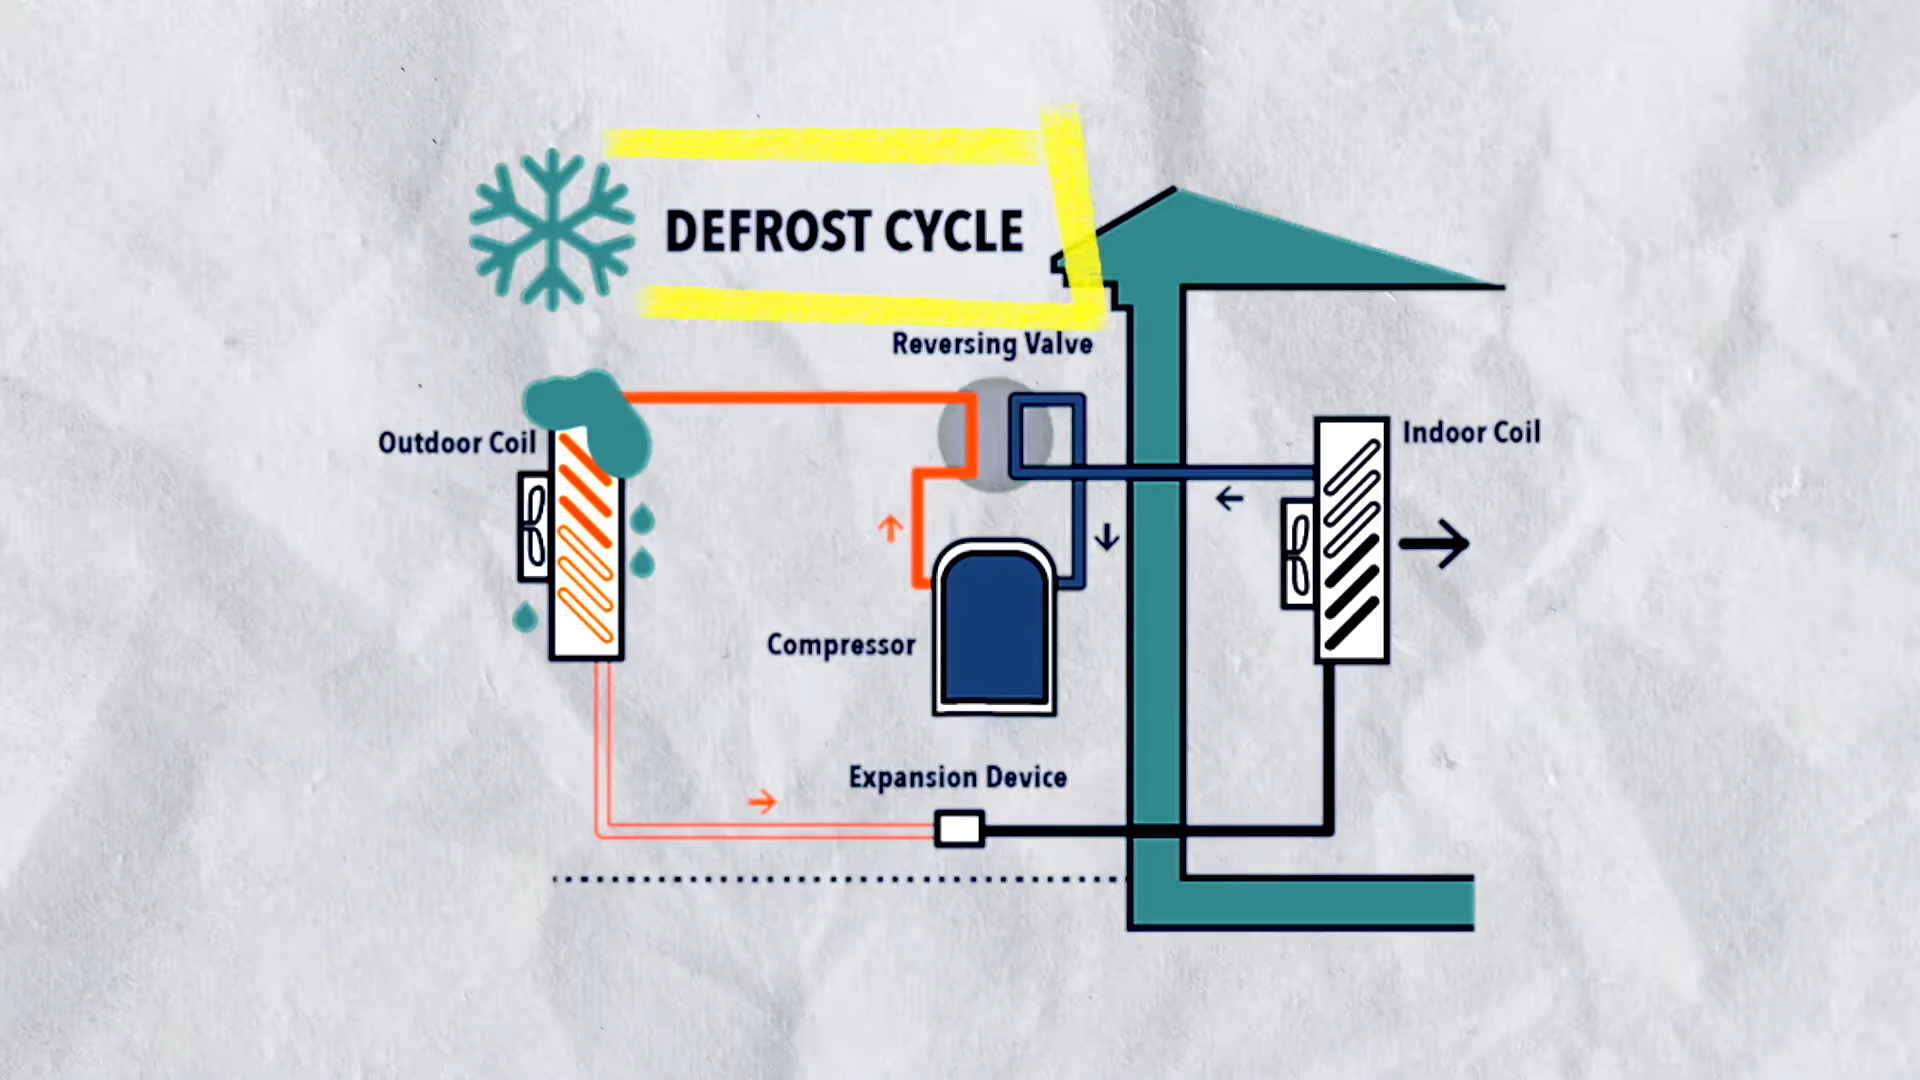 DEFROST CYCLE
Reversing Valve
Outdoor Coil
Indoor Coil
Compressor
Expansion Device